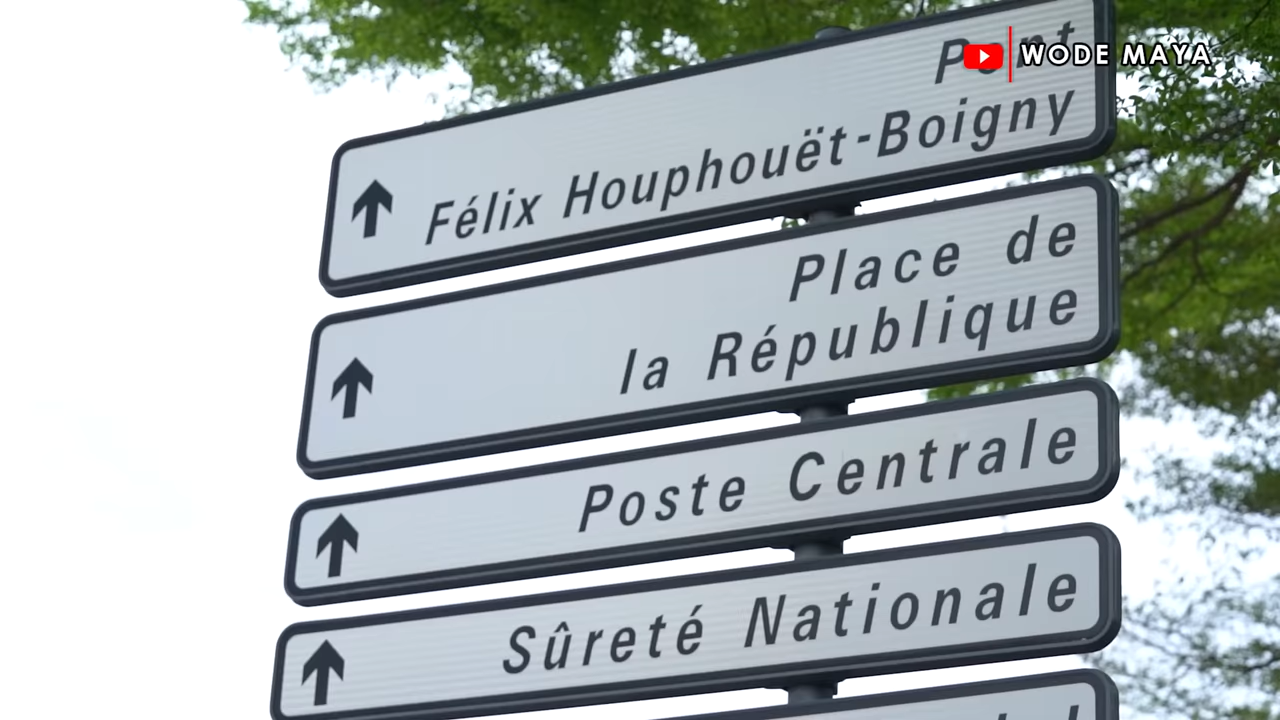 Pont
WODE MAYA
Félix Houphouët-Boigny
Place de
la République
Poste Centrale
Sûreté Nationale